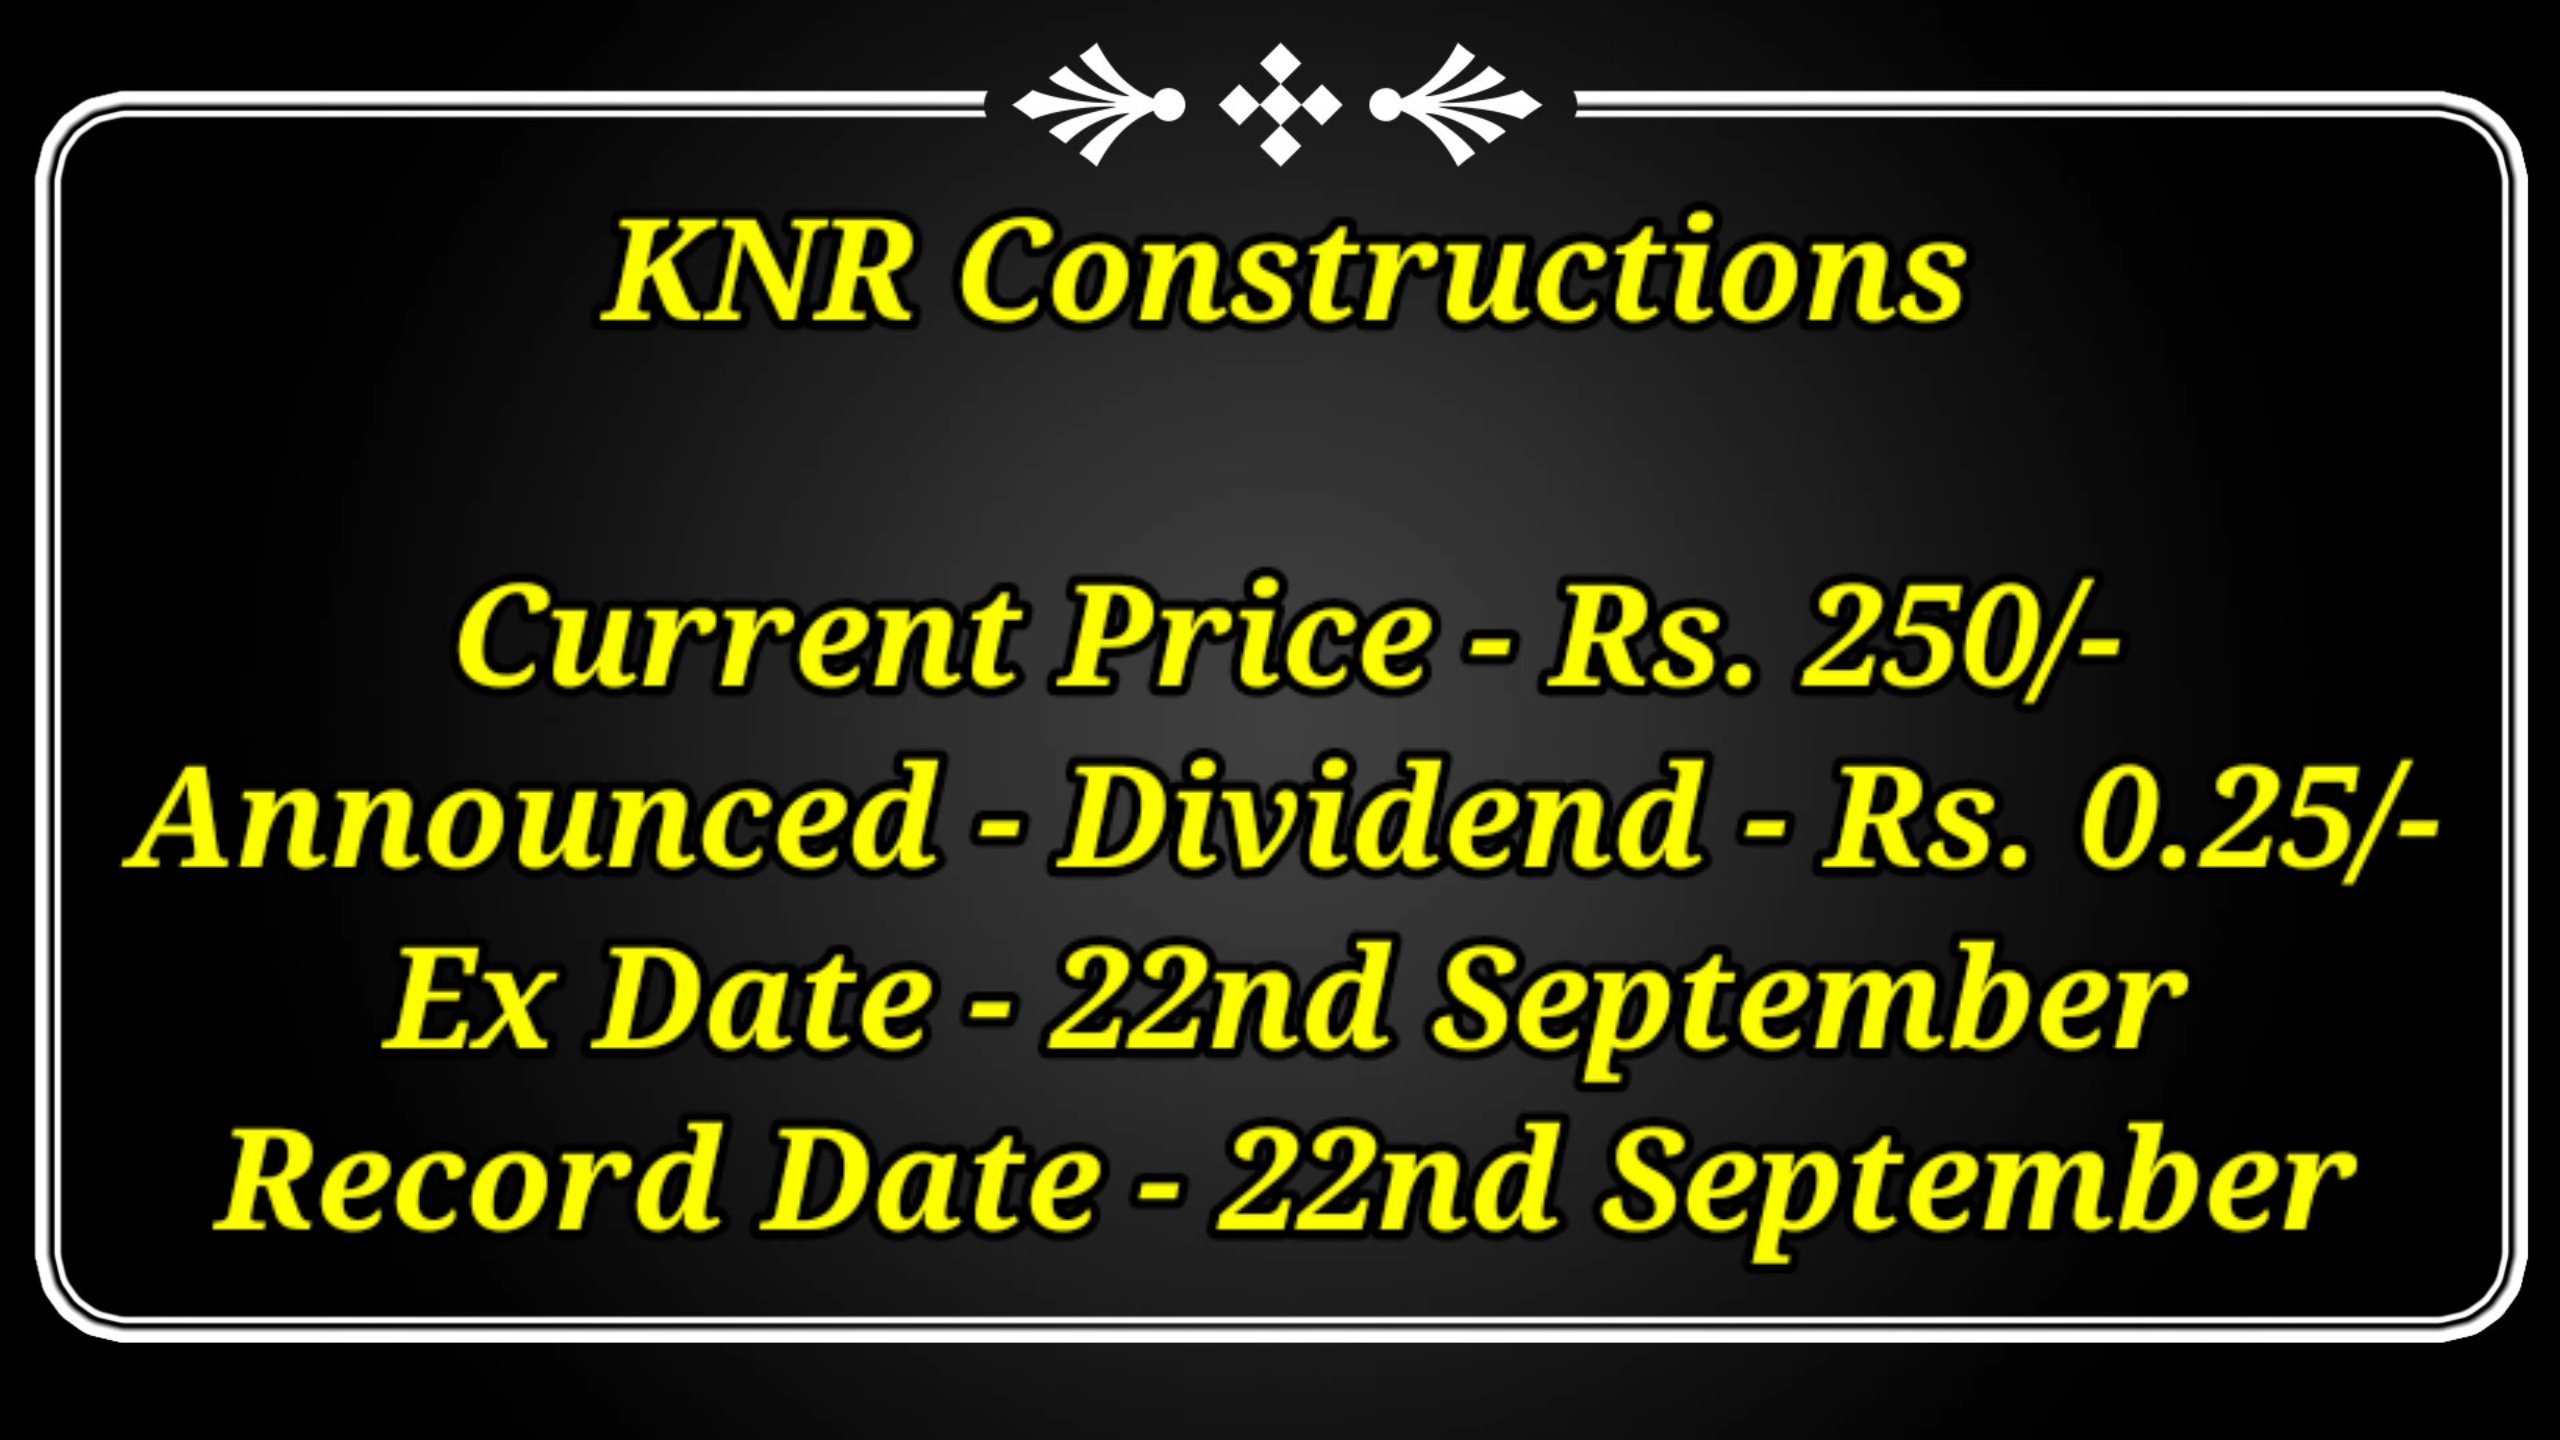 KNR Constructions
Current Price - Rs. 250/-
Announced - Dividend - Rs. 0.25/-
Ex Date - 22nd September
Record Date - 22nd September